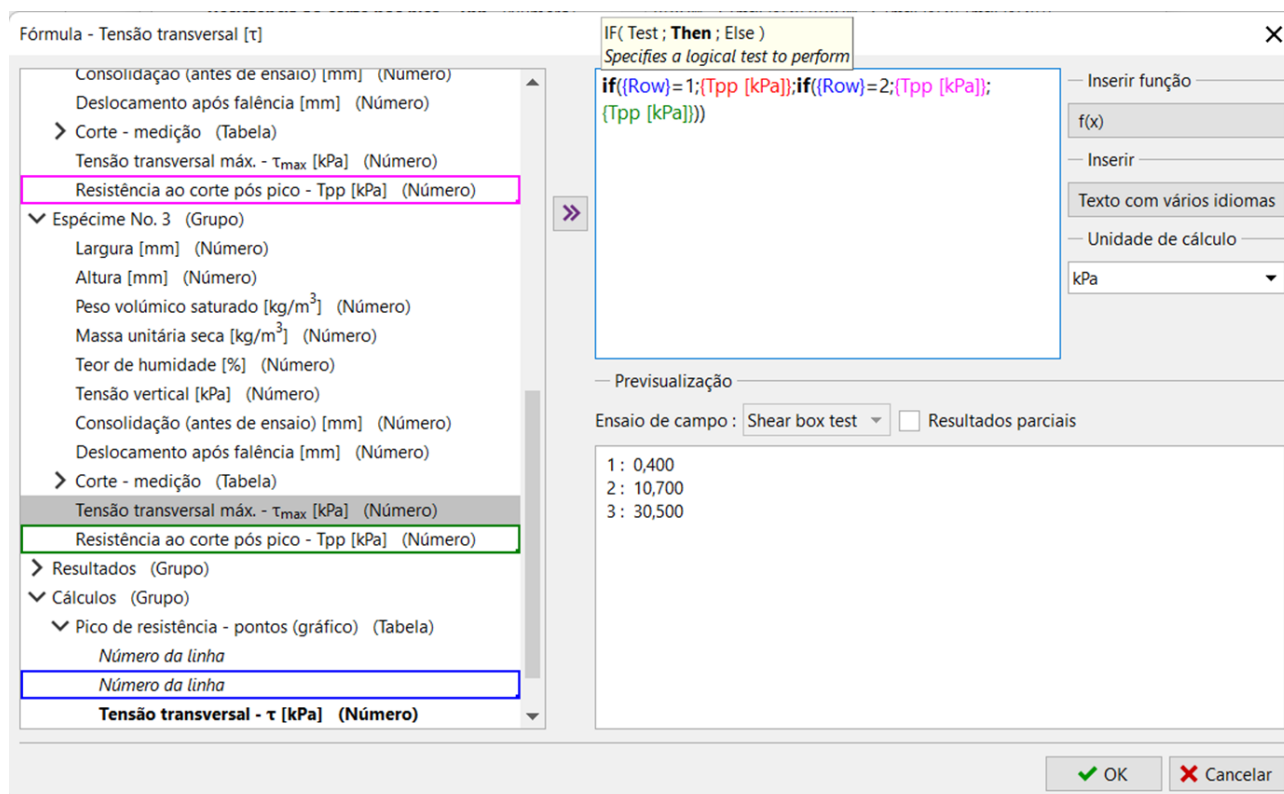 Fórmula - Tensão transversal [τ]
IF( Test ; Then ; Else )
Specifies a logical test to perform
Consolidação (antes de ensaio) [mm] (Número)
Deslocamento após falência [mm] (Número)
Corte - medição (Tabela)
Tensão transversal máx. - τmax [kPa] (Número)
Resistência ao corte pós pico - Tpp [kPa] (Número)
Espécime No. 3 (Grupo)
Largura [mm] (Número)
Altura [mm] (Número)
Peso volúmico saturado [kg/m³] (Número)
Massa unitária seca [kg/m³] (Número)
Teor de humidade [%] (Número)
Tensão vertical [kPa] (Número)
Consolidação (antes de ensaio) [mm] (Número)
Deslocamento após falência [mm] (Número)
Corte - medição (Tabela)
Tensão transversal máx. - τmax [kPa] (Número)
Resistência ao corte pós pico - Tpp [kPa] (Número)
Resultados (Grupo)
Cálculos (Grupo)
Pico de resistência - pontos (gráfico) (Tabela)
Número da linha
Número da linha
Tensão transversal - τ [kPa] (Número)
if({Row}=1;{Tpp [kPa]};if({Row}=2;{Tpp [kPa]};
{Tpp [kPa]}))
Inserir função
f(x)
Inserir
Texto com vários idiomas
Unidade de cálculo
kPa
Previsualização
Ensaio de campo : Shear box test Resultados parciais
1 : 0,400
2 : 10,700
3 : 30,500
OK
Cancelar